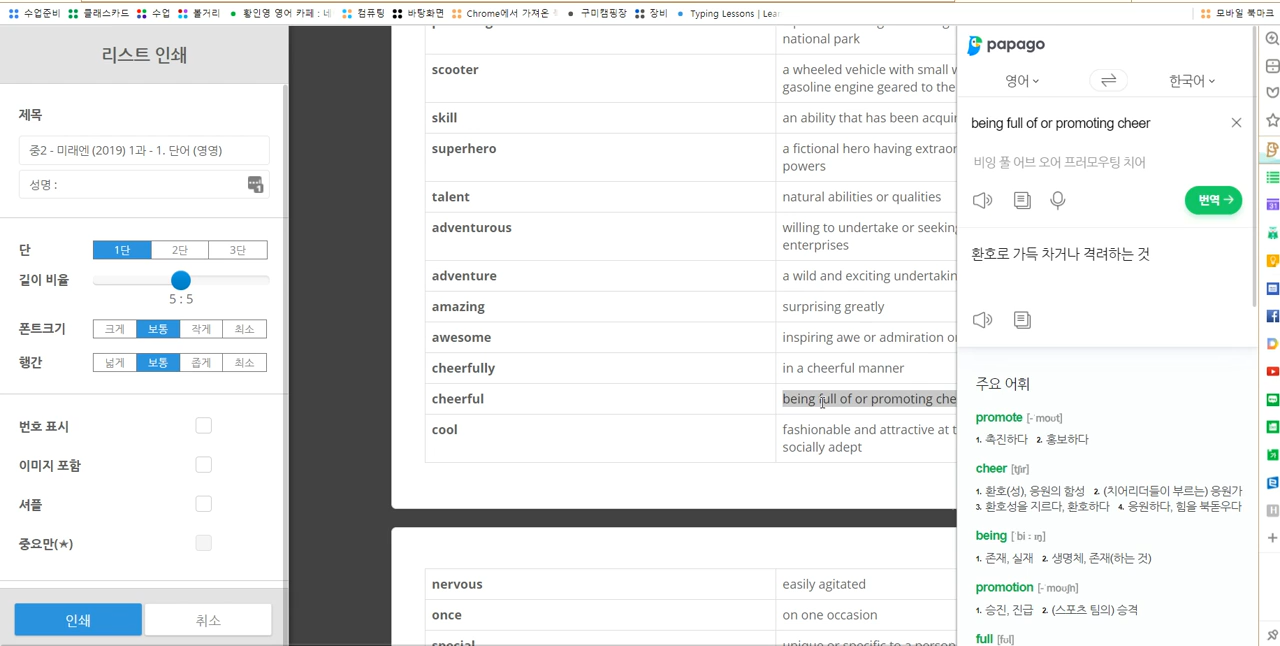 수업준비 클래스카드 수업 볼거리 황인영 영어 카페 : 네 컴퓨팅 바탕화면 Chrome에서 가져온 구미캠핑장 장비 Typing Lessons | Lea 모바일 북마크
리스트 인쇄
제목
중2 - 미래엔 (2019) 1과 - 1. 단어 (영영)
성명 :
단 1단 2단 3단
길이 비율
5 : 5
폰트크기 크게 보통 작게 최소
행간 넓게 보통 좁게 최소
번호 표시
이미지 포함
셔플
중요만(★)
인쇄 취소
national park
scooter a wheeled vehicle with small w
gasoline engine geared to the
skill an ability that has been acquir
superhero a fictional hero having extraor
powers
talent natural abilities or qualities
adventurous willing to undertake or seekin
enterprises
adventure a wild and exciting undertakin
amazing surprising greatly
awesome inspiring awe or admiration o
cheerfully in a cheerful manner
cheerful being full of or promoting che
cool fashionable and attractive at t
socially adept
nervous easily agitated
once on one occasion
special unique or specific to a person
papago
영어 한국어
being full of or promoting cheer
비잉 풀 어브 오어 프러모우팅 치어
번역
환호로 가득 차거나 격려하는 것
주요 어휘
promote [-ˈmoʊt]
1. 촉진하다 2. 홍보하다
cheer [tʃɪr]
1. 환호(성), 응원의 함성 2. (치어리더들이 부르는) 응원가
3. 환호성을 지르다, 환호하다 4. 응원하다, 힘을 북돋우다
being [ˈbiːɪŋ]
1. 존재, 실재 2. 생명체, 존재(하는 것)
promotion [-ˈmoʊʃn]
1. 승진, 진급 2. (스포츠 팀의) 승격
full [fʊl]